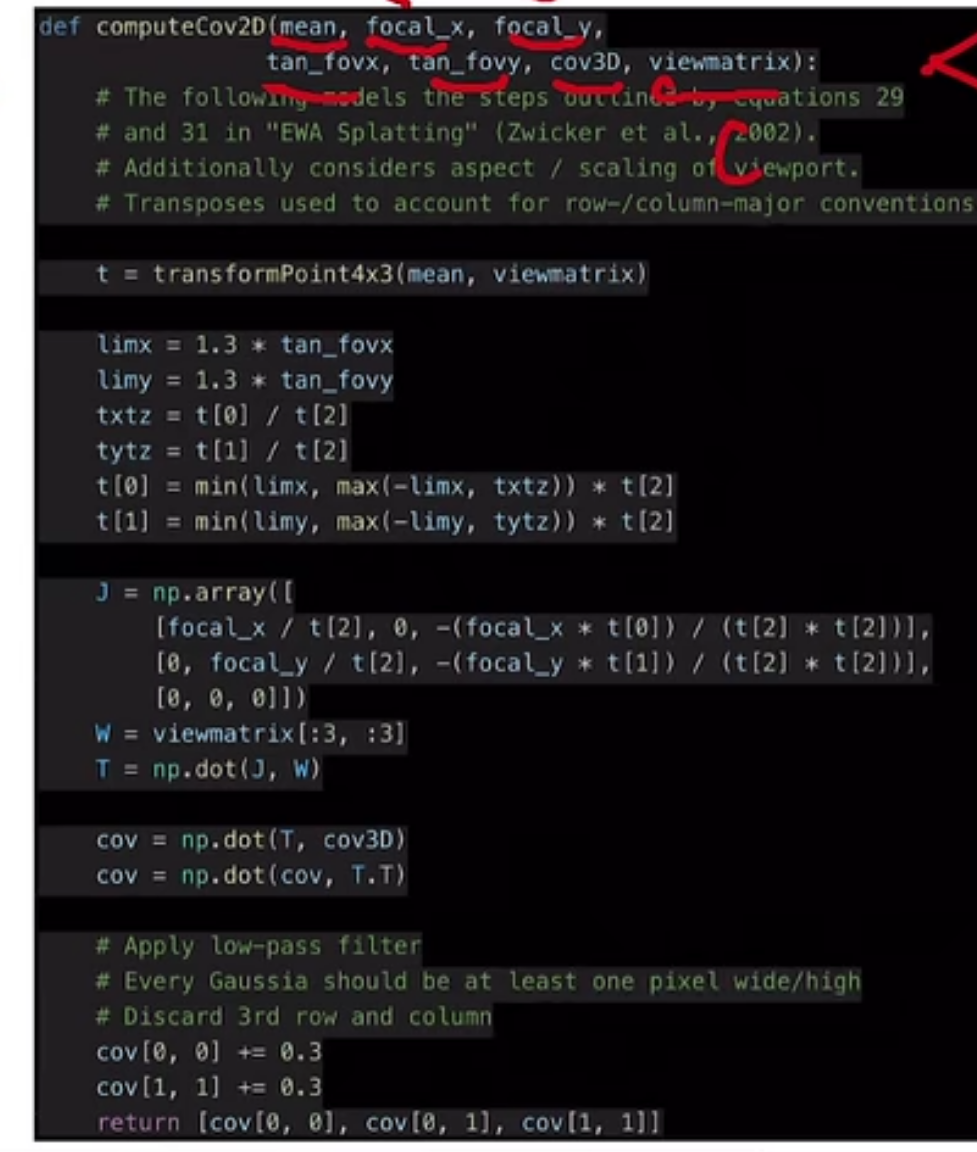 def computeCov2D(mean, focal_x, focal_y,
                 tan_fovx, tan_fovy, cov3D, viewmatrix):
    # The following models the steps outlined by equations 29
    # and 31 in "EWA Splatting" (Zwicker et al., 2002).
    # Additionally considers aspect / scaling of viewport.
    # Transposes used to account for row-/column-major conventions

    t = transformPoint4x3(mean, viewmatrix)

    limx = 1.3 * tan_fovx
    limy = 1.3 * tan_fovy
    txtz = t[0] / t[2]
    tytz = t[1] / t[2]
    t[0] = min(limx, max(-limx, txtz)) * t[2]
    t[1] = min(limy, max(-limy, tytz)) * t[2]

    J = np.array([
        [focal_x / t[2], 0, -(focal_x * t[0]) / (t[2] * t[2])],
        [0, focal_y / t[2], -(focal_y * t[1]) / (t[2] * t[2])],
        [0, 0, 0]])
    W = viewmatrix[:3, :3]
    T = np.dot(J, W)

    cov = np.dot(T, cov3D)
    cov = np.dot(cov, T.T)

    # Apply low-pass filter
    # Every Gaussia should be at least one pixel wide/high
    # Discard 3rd row and column
    cov[0, 0] += 0.3
    cov[1, 1] += 0.3
    return [cov[0, 0], cov[0, 1], cov[1, 1]]